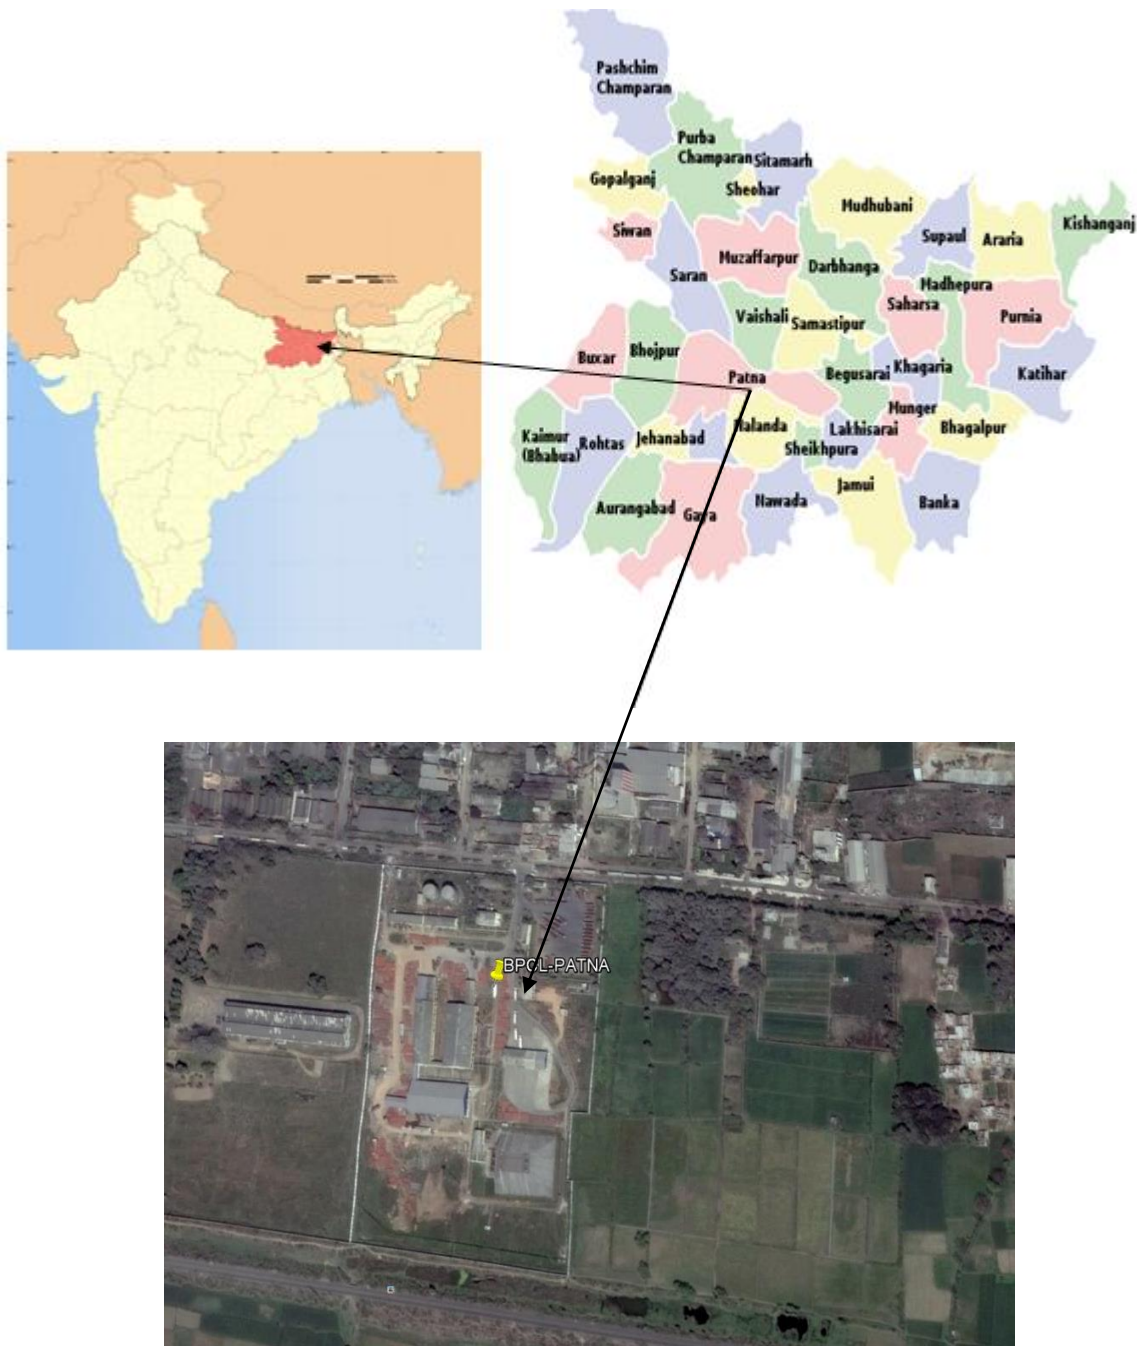 Pashchim
Champaran
Purba
Champaran
Sitamarh
Gopalganj
Sheohar
Mudhubani
Siwan
Supaul
Araria
Kishanganj
Muzaffarpur
Darbhanga
Saran
Madhepura
Saharsa
Vaishali
Samastipur
Purnia
Buxar
Bhojpur
Patna
Begusarai
Khagaria
Katihar
Munger
Kaimur
(Bhabua)
Rohtas
Jehanabad
Nalanda
Lakhisarai
Bhagalpur
Sheikhpura
Aurangabad
Gaya
Nawada
Jamui
Banka
BPCL-PATNA